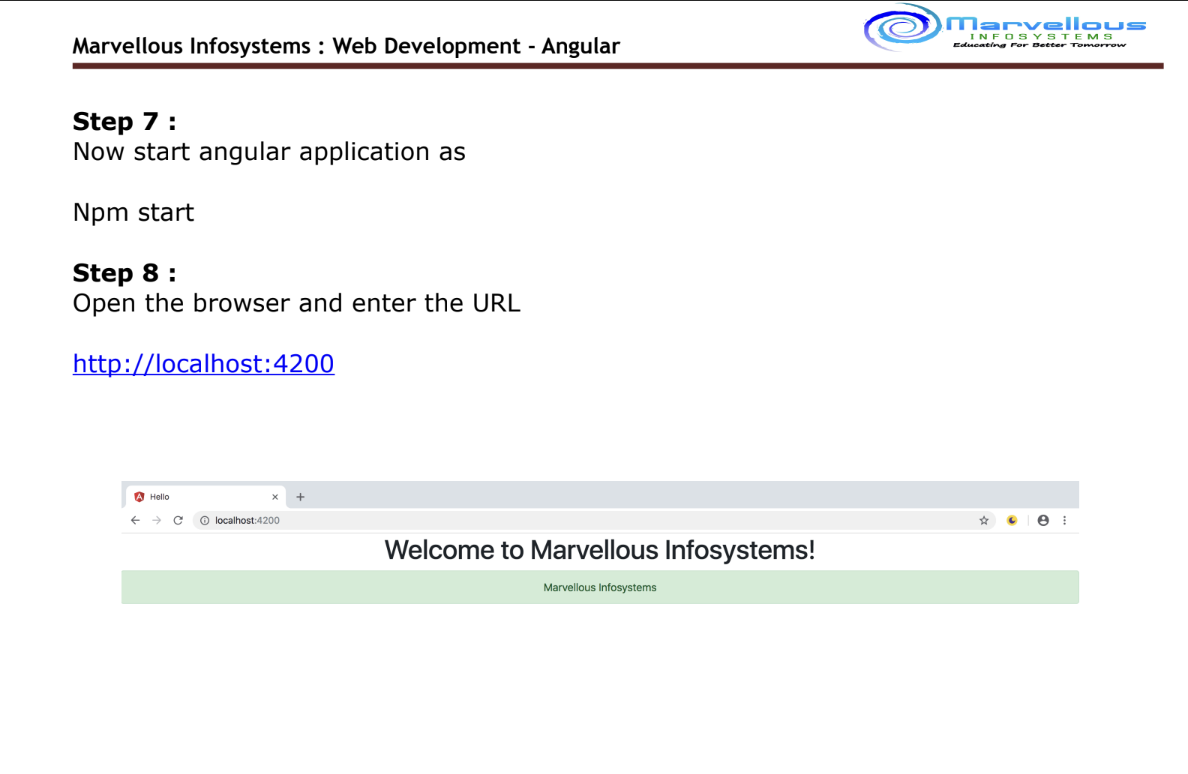 Marvellous Infosystems : Web Development - Angular
Marvellous
INFOSYSTEMS
Educating For Better Tomorrow
Step 7 :
Now start angular application as
Npm start
Step 8 :
Open the browser and enter the URL
http://localhost:4200
Hello
localhost:4200
Welcome to Marvellous Infosystems!
Marvellous Infosystems